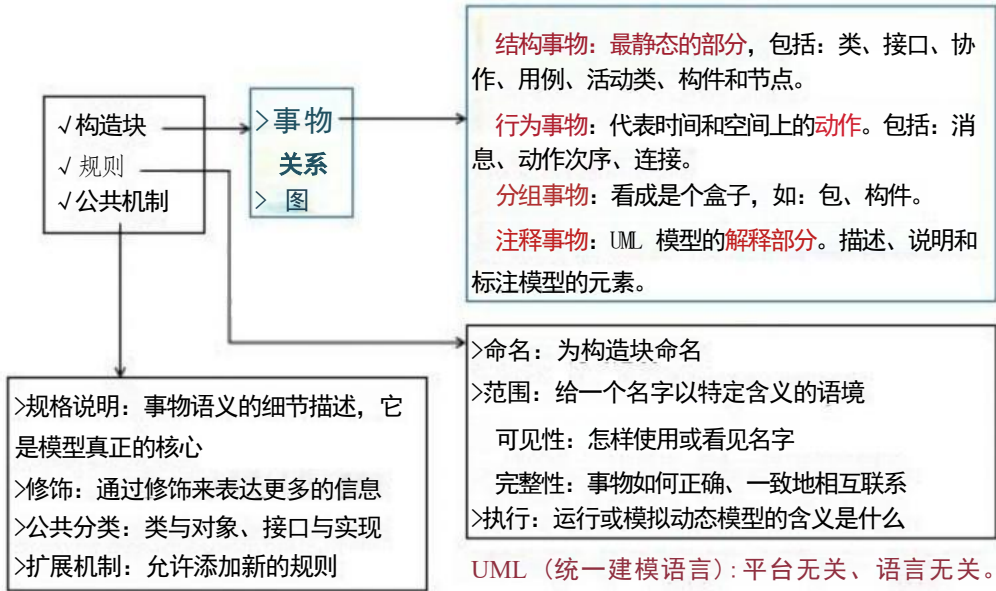 √构造块
√规则
√公共机制
>事物
关系
> 图
结构事物：最静态的部分，包括：类、接口、协
作、用例、活动类、构件和节点。
行为事物：代表时间和空间上的动作。包括：消
息、动作次序、连接。
分组事物：看成是个盒子，如：包、构件。
注释事物：UML 模型的解释部分。描述、说明和
标注模型的元素。
>命名：为构造块命名
>范围：给一个名字以特定含义的语境
可见性：怎样使用或看见名字
完整性：事物如何正确、一致地相互联系
>执行：运行或模拟动态模型的含义是什么
>规格说明：事物语义的细节描述，它
是模型真正的核心
>修饰：通过修饰来表达更多的信息
>公共分类：类与对象、接口与实现
>扩展机制：允许添加新的规则
UML（统一建模语言）：平台无关、语言无关。